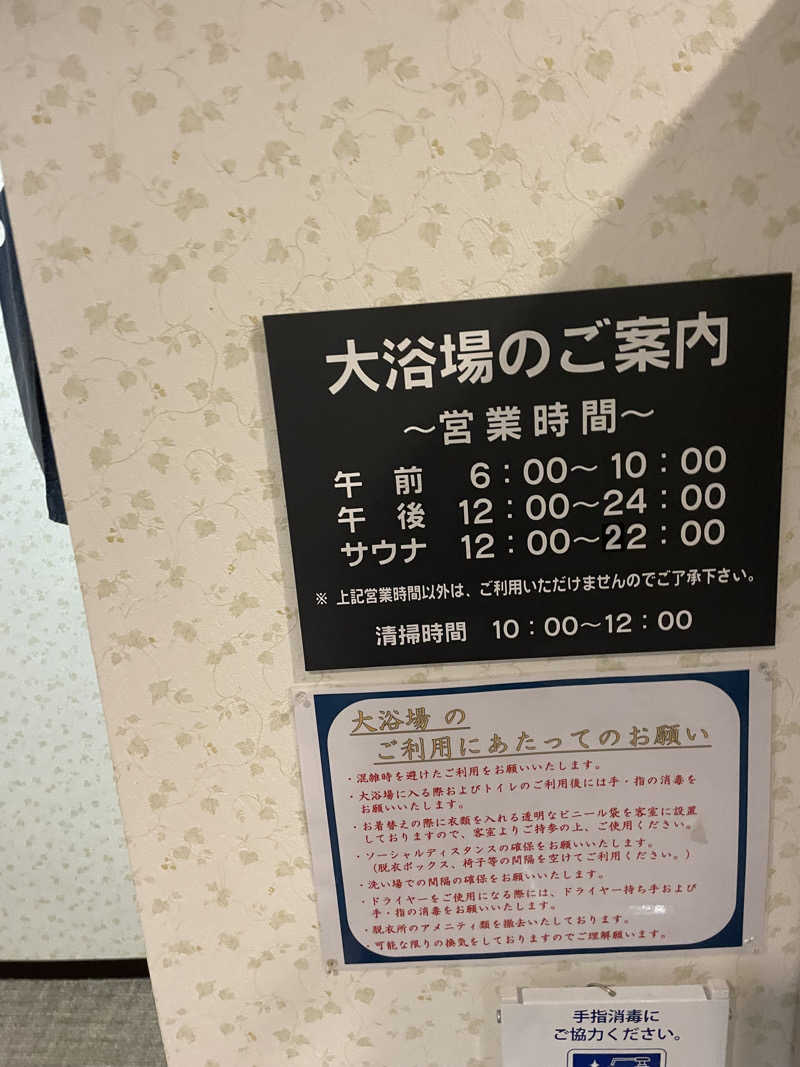 大浴場のご案内
～営業時間～
午前 6：00～10：00
午後 12：00～24：00
サウナ 12：00～22：00
※ 上記営業時間以外は、ご利用いただけませんのでご了承下さい。
清掃時間 10：00～12：00
大浴場 の
ご利用にあたってのお願い
・混雑時を避けたご利用をお願いいたします。
・大浴場に入る際およびトイレのご利用後には手・指の消毒を
お願いいたします。
・お着替えの際に衣類を入れる透明なビニール袋を客室に設置
しておりますので、客室よりご持参の上、ご使用ください。
・ソーシャルディスタンスの確保をお願いいたします。
（脱衣ボックス、椅子等の間隔を空けてご利用ください。）
・洗い場での間隔の確保をお願いいたします。
・ドライヤーをご使用になる際には、ドライヤー持ち手および
手・指の消毒をお願いいたします。
・脱衣所のアメニティ類を撤去いたしております。
・可能な限りの換気をしておりますのでご理解願います。
手指消毒に
ご協力ください。